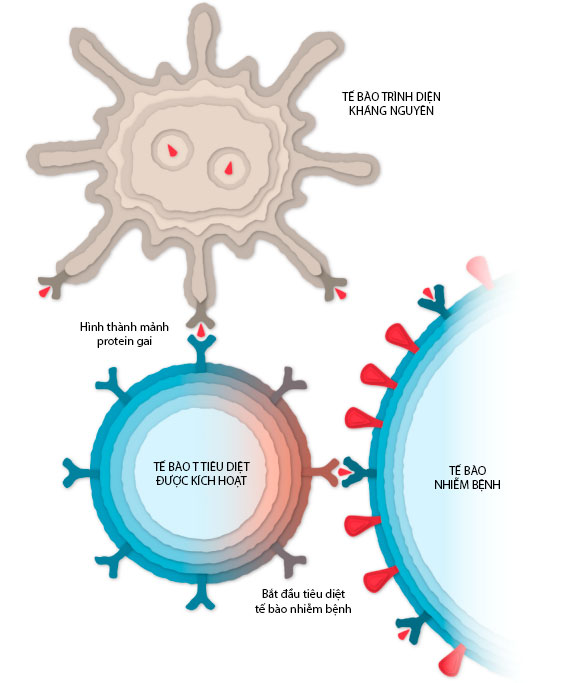 TẾ BÀO TRÌNH DIỆN
KHÁNG NGUYÊN
Hình thành mảnh
protein gai
TẾ BÀO T TIÊU DIỆT
ĐƯỢC KÍCH HOẠT
TẾ BÀO
NHIỄM BỆNH
Bắt đầu tiêu diệt
tế bào nhiễm bệnh